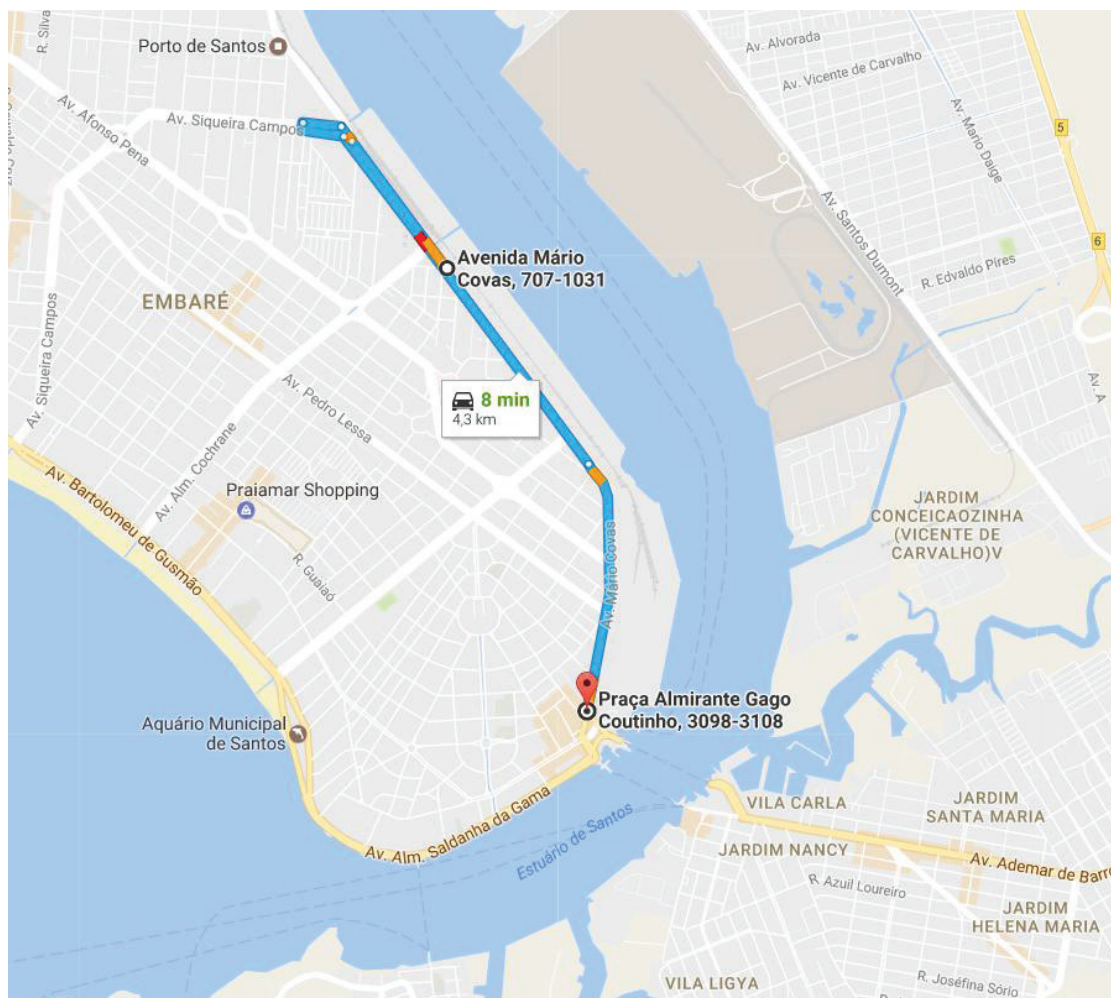 R. Silva
Porto de Santos
Av. Alvorada
Av. Vicente de Carvalho
Av. Afonso Pena
Av. Siqueira Campos
Av. Mario Daige
5
Av. Santos Dumont
6
R. Edvaldo Pires
Avenida Mário
Covas, 707-1031
EMBARÉ
Av. Siqueira Campos
Av. Pedro Lessa
8 min
4,3 km
Av. A
Av. Alm. Cochrane
Av. Bartolomeu de Gusmão
Praiamar Shopping
R. Guaiaó
JARDIM
CONCEICAOZINHA
(VICENTE DE
CARVALHO)V
Av. Mário Covas
Praça Almirante Gago
Coutinho, 3098-3108
Aquário Municipal
de Santos
Av. Alm. Saldanha da Gama
Estuário de Santos
VILA CARLA
JARDIM
SANTA MARIA
JARDIM NANCY
Av. Ademar de Barro
R. Azuil Loureiro
JARDIM
HELENA MARIA
VILA LIGYA
R. Joséfina Sório